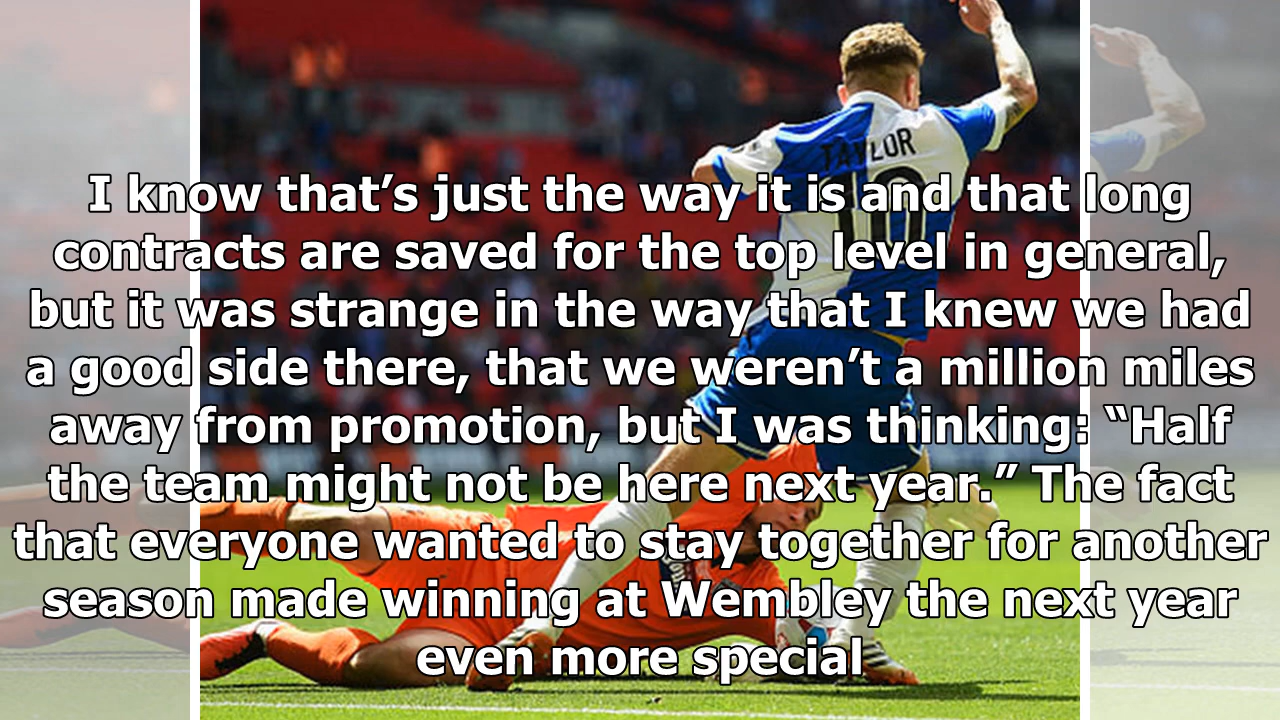 TAYLOR
10
I know that’s just the way it is and that long
contracts are saved for the top level in general,
but it was strange in the way that I knew we had
a good side there, that we weren’t a million miles
away from promotion, but I was thinking: “Half
the team might not be here next year.” The fact
that everyone wanted to stay together for another
season made winning at Wembley the next year
even more special